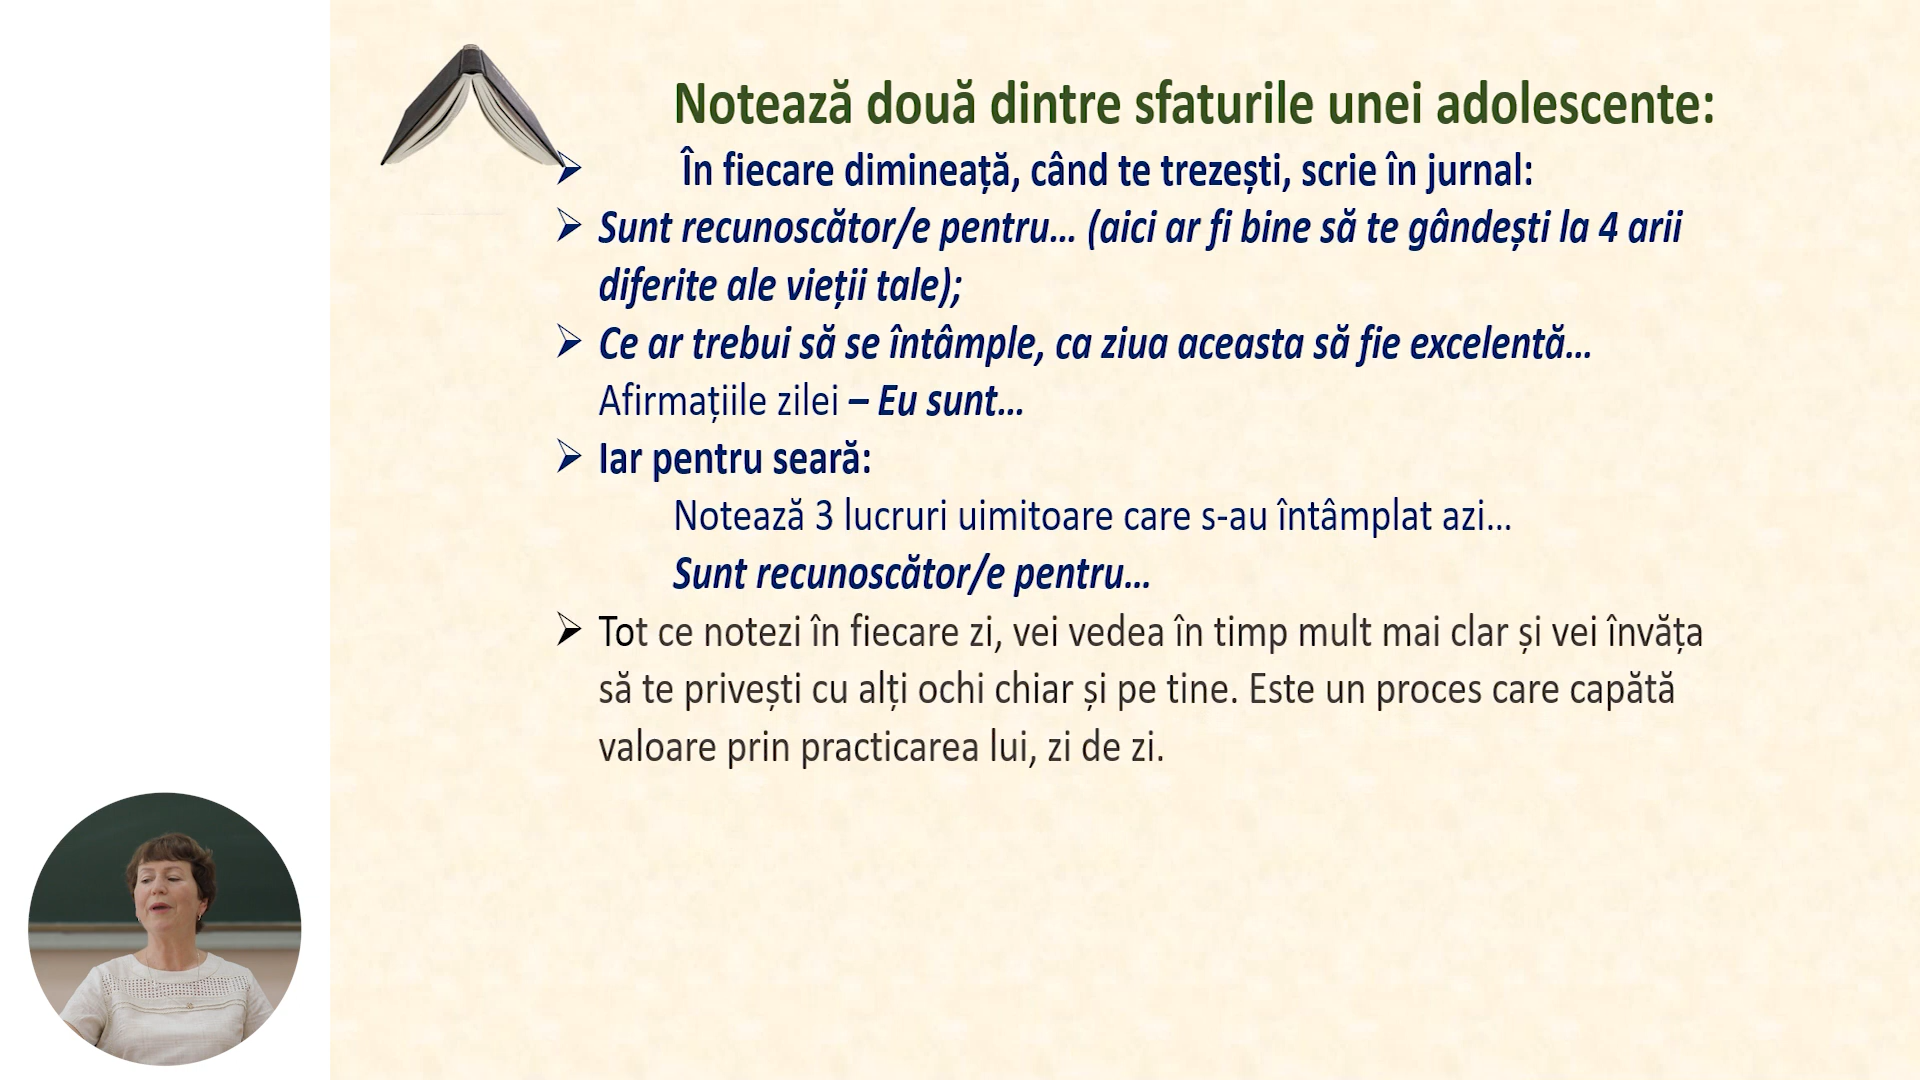 Notează două dintre sfaturile unei adolescente:
În fiecare dimineață, când te trezești, scrie în jurnal:
Sunt recunoscător/e pentru... (aici ar fi bine să te gândești la 4 arii
diferite ale vieții tale);
Ce ar trebui să se întâmple, ca ziua aceasta să fie excelentă...
Afirmațiile zilei – Eu sunt...
Iar pentru seară:
Notează 3 lucruri uimitoare care s-au întâmplat azi...
Sunt recunoscător/e pentru...
Tot ce notezi în fiecare zi, vei vedea în timp mult mai clar și vei învăța
să te privești cu alți ochi chiar și pe tine. Este un proces care capătă
valoare prin practicarea lui, zi de zi.